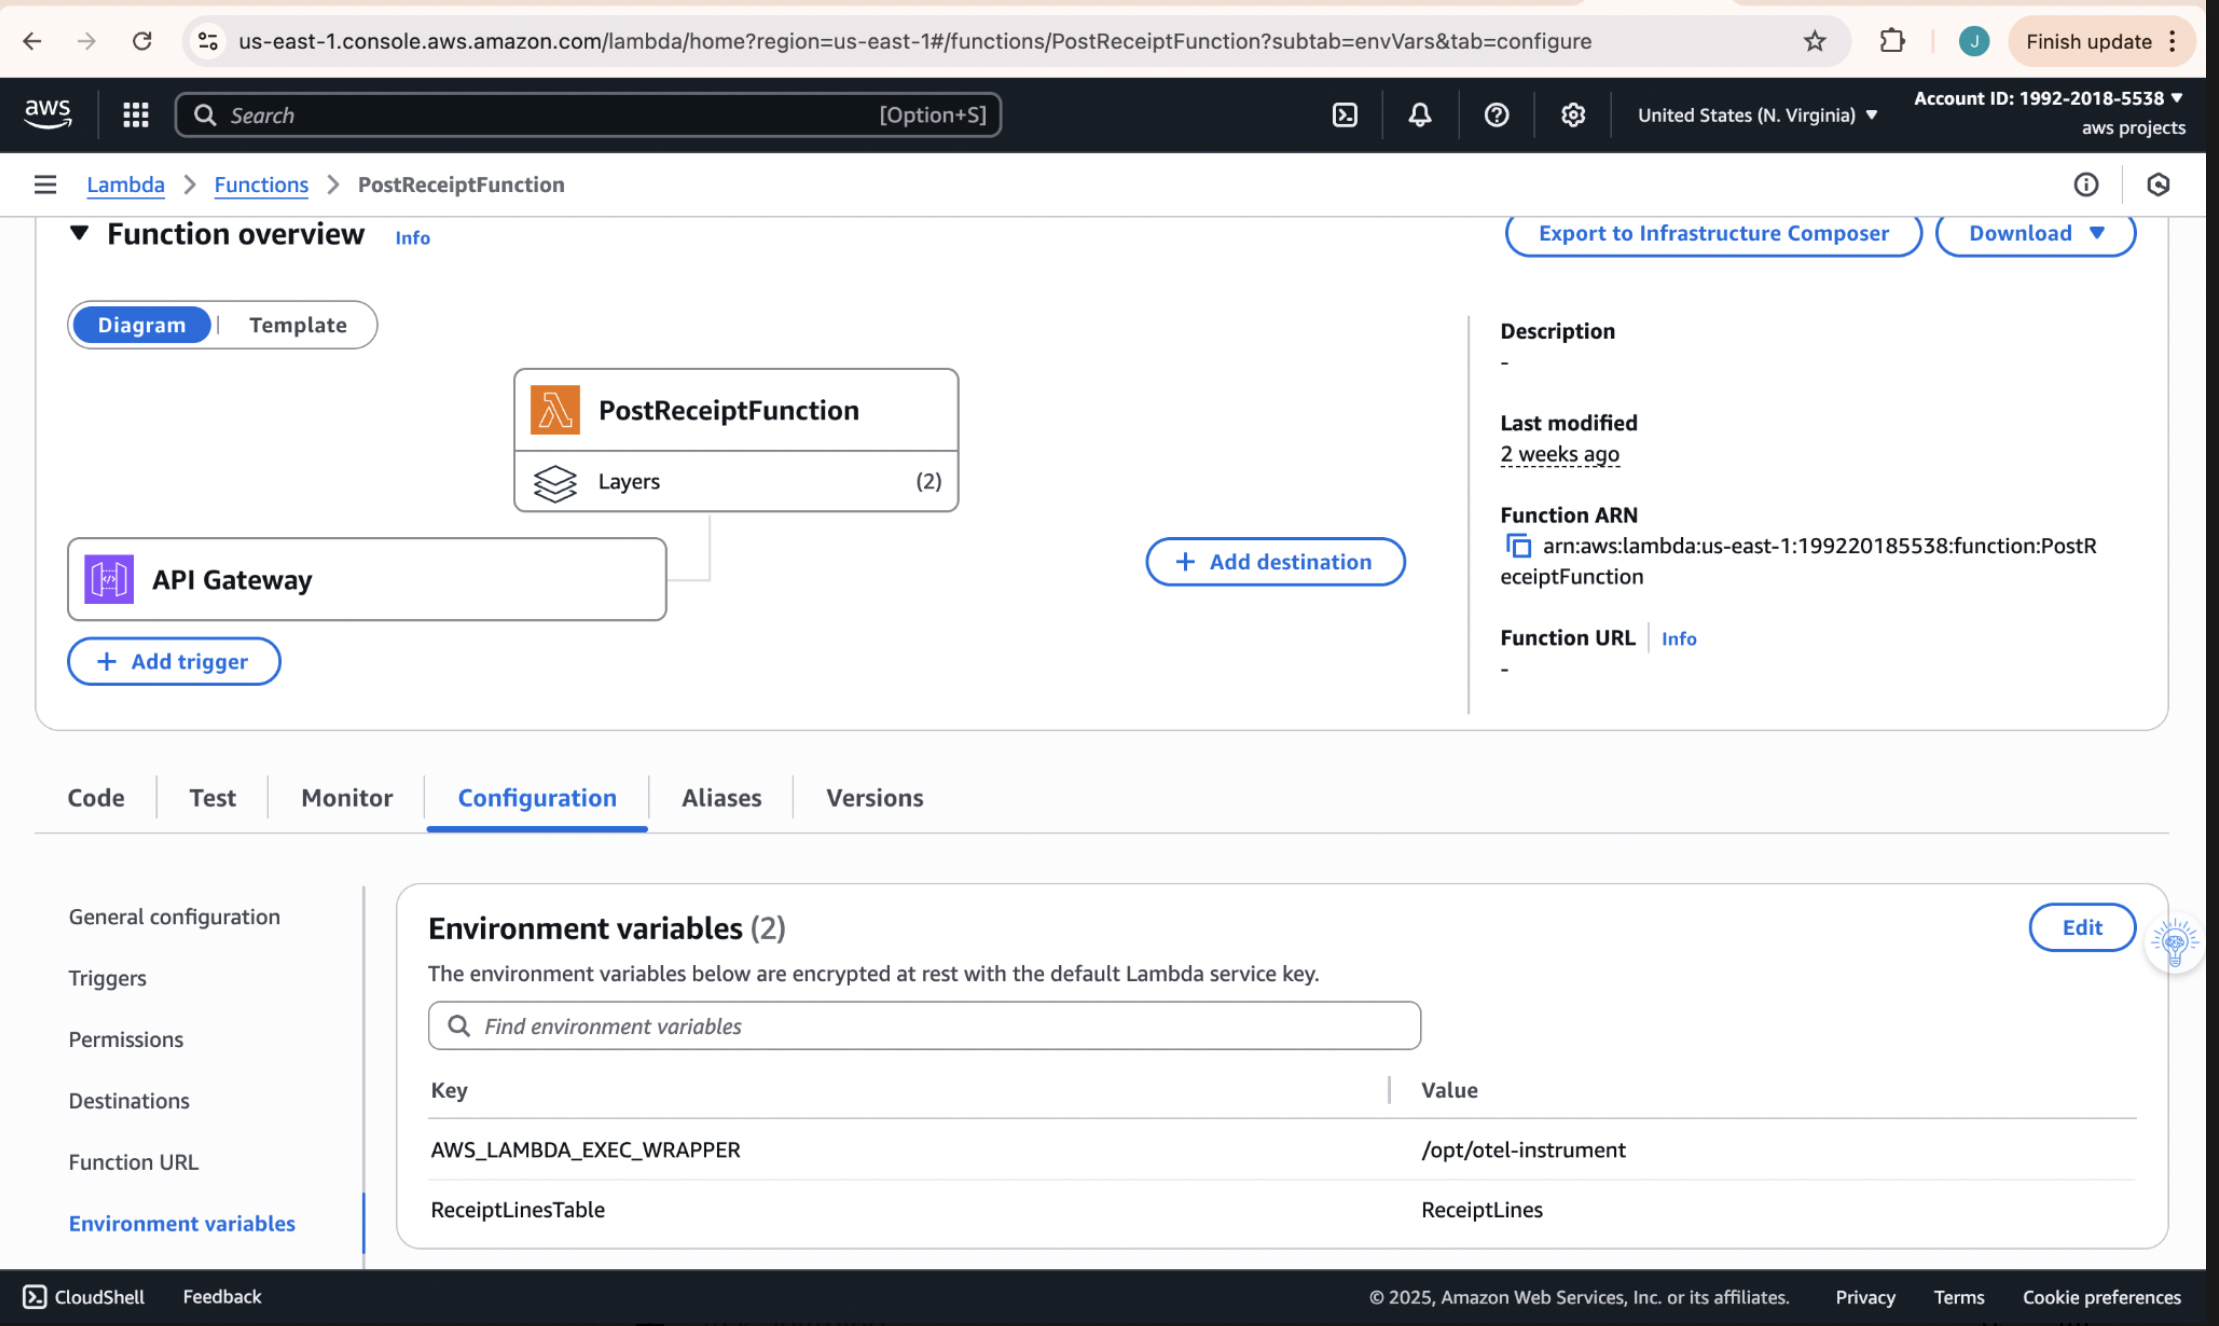 us-east-1.console.aws.amazon.com/lambda/home?region=us-east-1#/functions/PostReceiptFunction?subtab=envVars&tab=configure
J
Finish update
aws
Search
[Option+S]
United States (N. Virginia)
Account ID: 1992-2018-5538
aws projects
Lambda
Functions
PostReceiptFunction
Function overview
Info
Export to Infrastructure Composer
Download
Diagram
Template
PostReceiptFunction
Layers
(2)
API Gateway
+ Add trigger
+ Add destination
Description
-
Last modified
2 weeks ago
Function ARN
arn:aws:lambda:us-east-1:199220185538:function:PostR
eceiptFunction
Function URL
Info
-
Code
Test
Monitor
Configuration
Aliases
Versions
General configuration
Triggers
Permissions
Destinations
Function URL
Environment variables
Environment variables (2)
Edit
The environment variables below are encrypted at rest with the default Lambda service key.
Find environment variables
Key
Value
AWS_LAMBDA_EXEC_WRAPPER
/opt/otel-instrument
ReceiptLinesTable
ReceiptLines
CloudShell
Feedback
© 2025, Amazon Web Services, Inc. or its affiliates.
Privacy
Terms
Cookie preferences